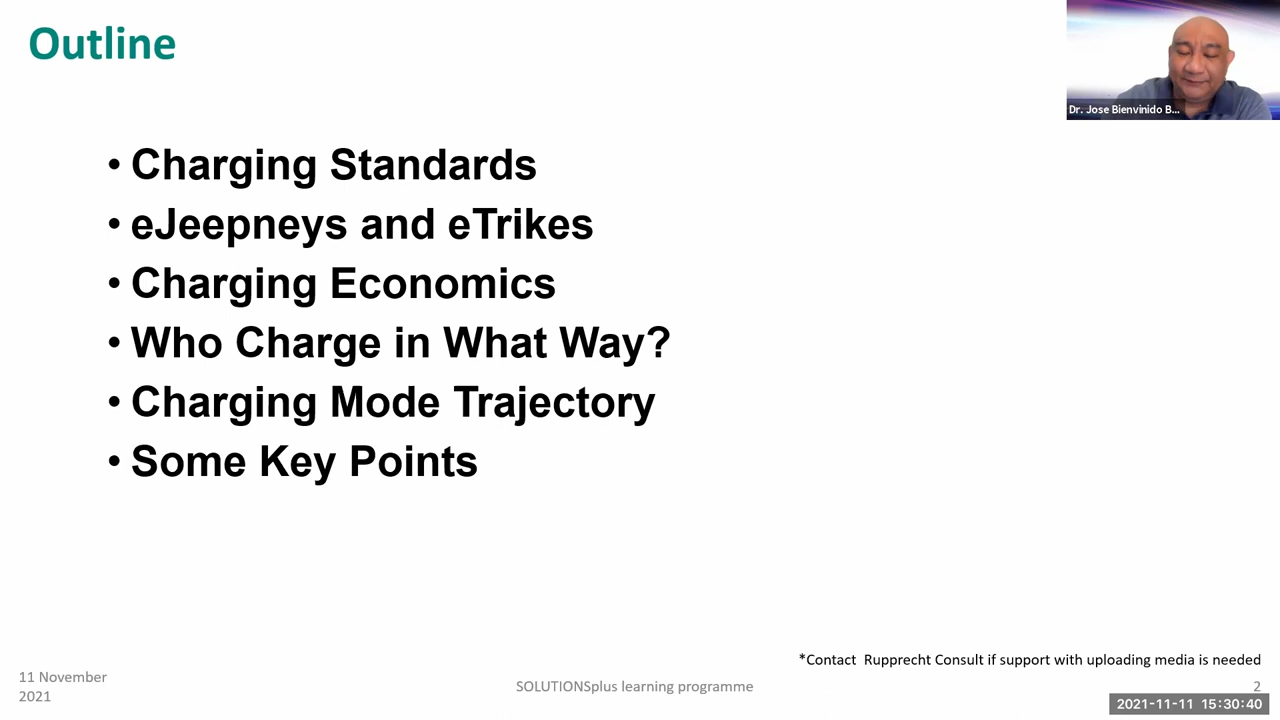 Outline
Dr. Jose Bienvinido B...
• Charging Standards
• eJeepneys and eTrikes
• Charging Economics
• Who Charge in What Way?
• Charging Mode Trajectory
• Some Key Points
*Contact  Rupprecht Consult if support with uploading media is needed
11 November
2021
SOLUTIONSplus learning programme
2
2021-11-11 15:30:40